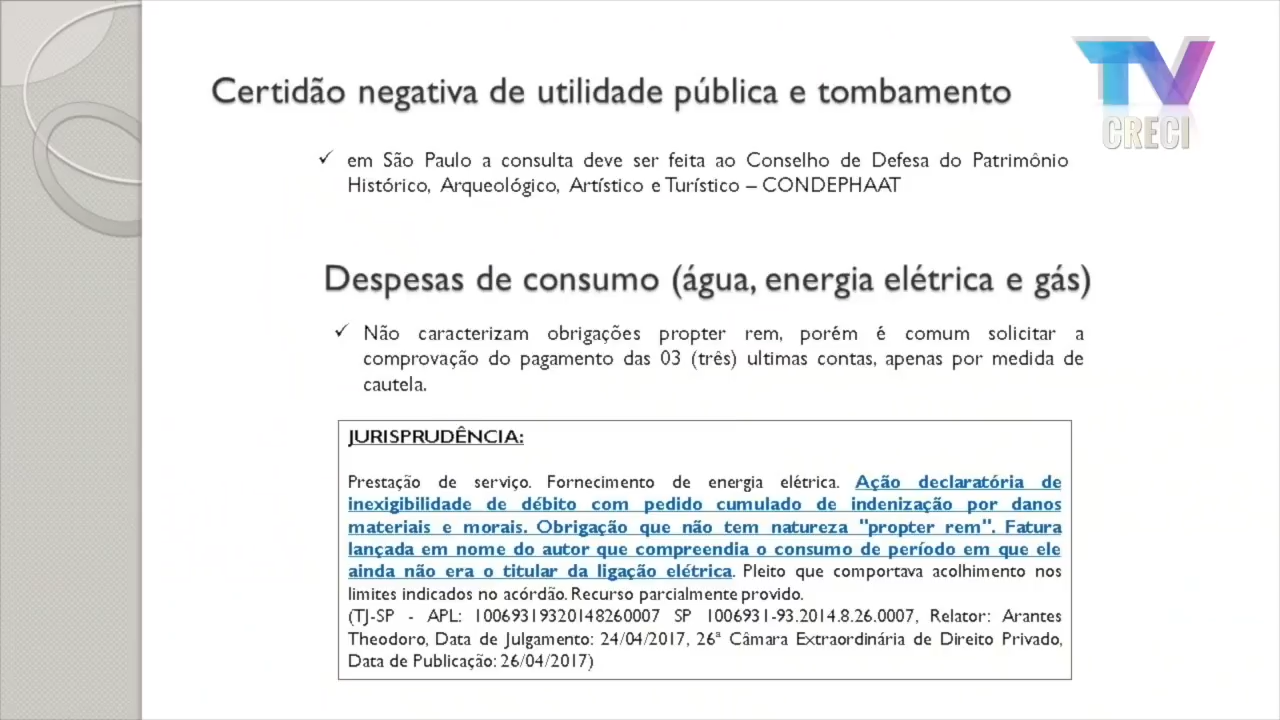 TV
CRECI
Certidão negativa de utilidade pública e tombamento
✓ em São Paulo a consulta deve ser feita ao Conselho de Defesa do Patrimônio
Histórico, Arqueológico, Artístico e Turístico – CONDEPHAAT
Despesas de consumo (água, energia elétrica e gás)
✓ Não caracterizam obrigações propter rem, porém é comum solicitar a
comprovação do pagamento das 03 (três) ultimas contas, apenas por medida de
cautela.
JURISPRUDÊNCIA:
Prestação de serviço. Fornecimento de energia elétrica. Ação declaratória de
inexigibilidade de débito com pedido cumulado de indenização por danos
materiais e morais. Obrigação que não tem natureza "propter rem". Fatura
lançada em nome do autor que compreendia o consumo de período em que ele
ainda não era o titular da ligação elétrica. Pleito que comportava acolhimento nos
limites indicados no acórdão. Recurso parcialmente provido.
(TJ-SP - APL: 10069319320148260007 SP 1006931-93.2014.8.26.0007, Relator: Arantes
Theodoro, Data de Julgamento: 24/04/2017, 26ª Câmara Extraordinária de Direito Privado,
Data de Publicação: 26/04/2017)